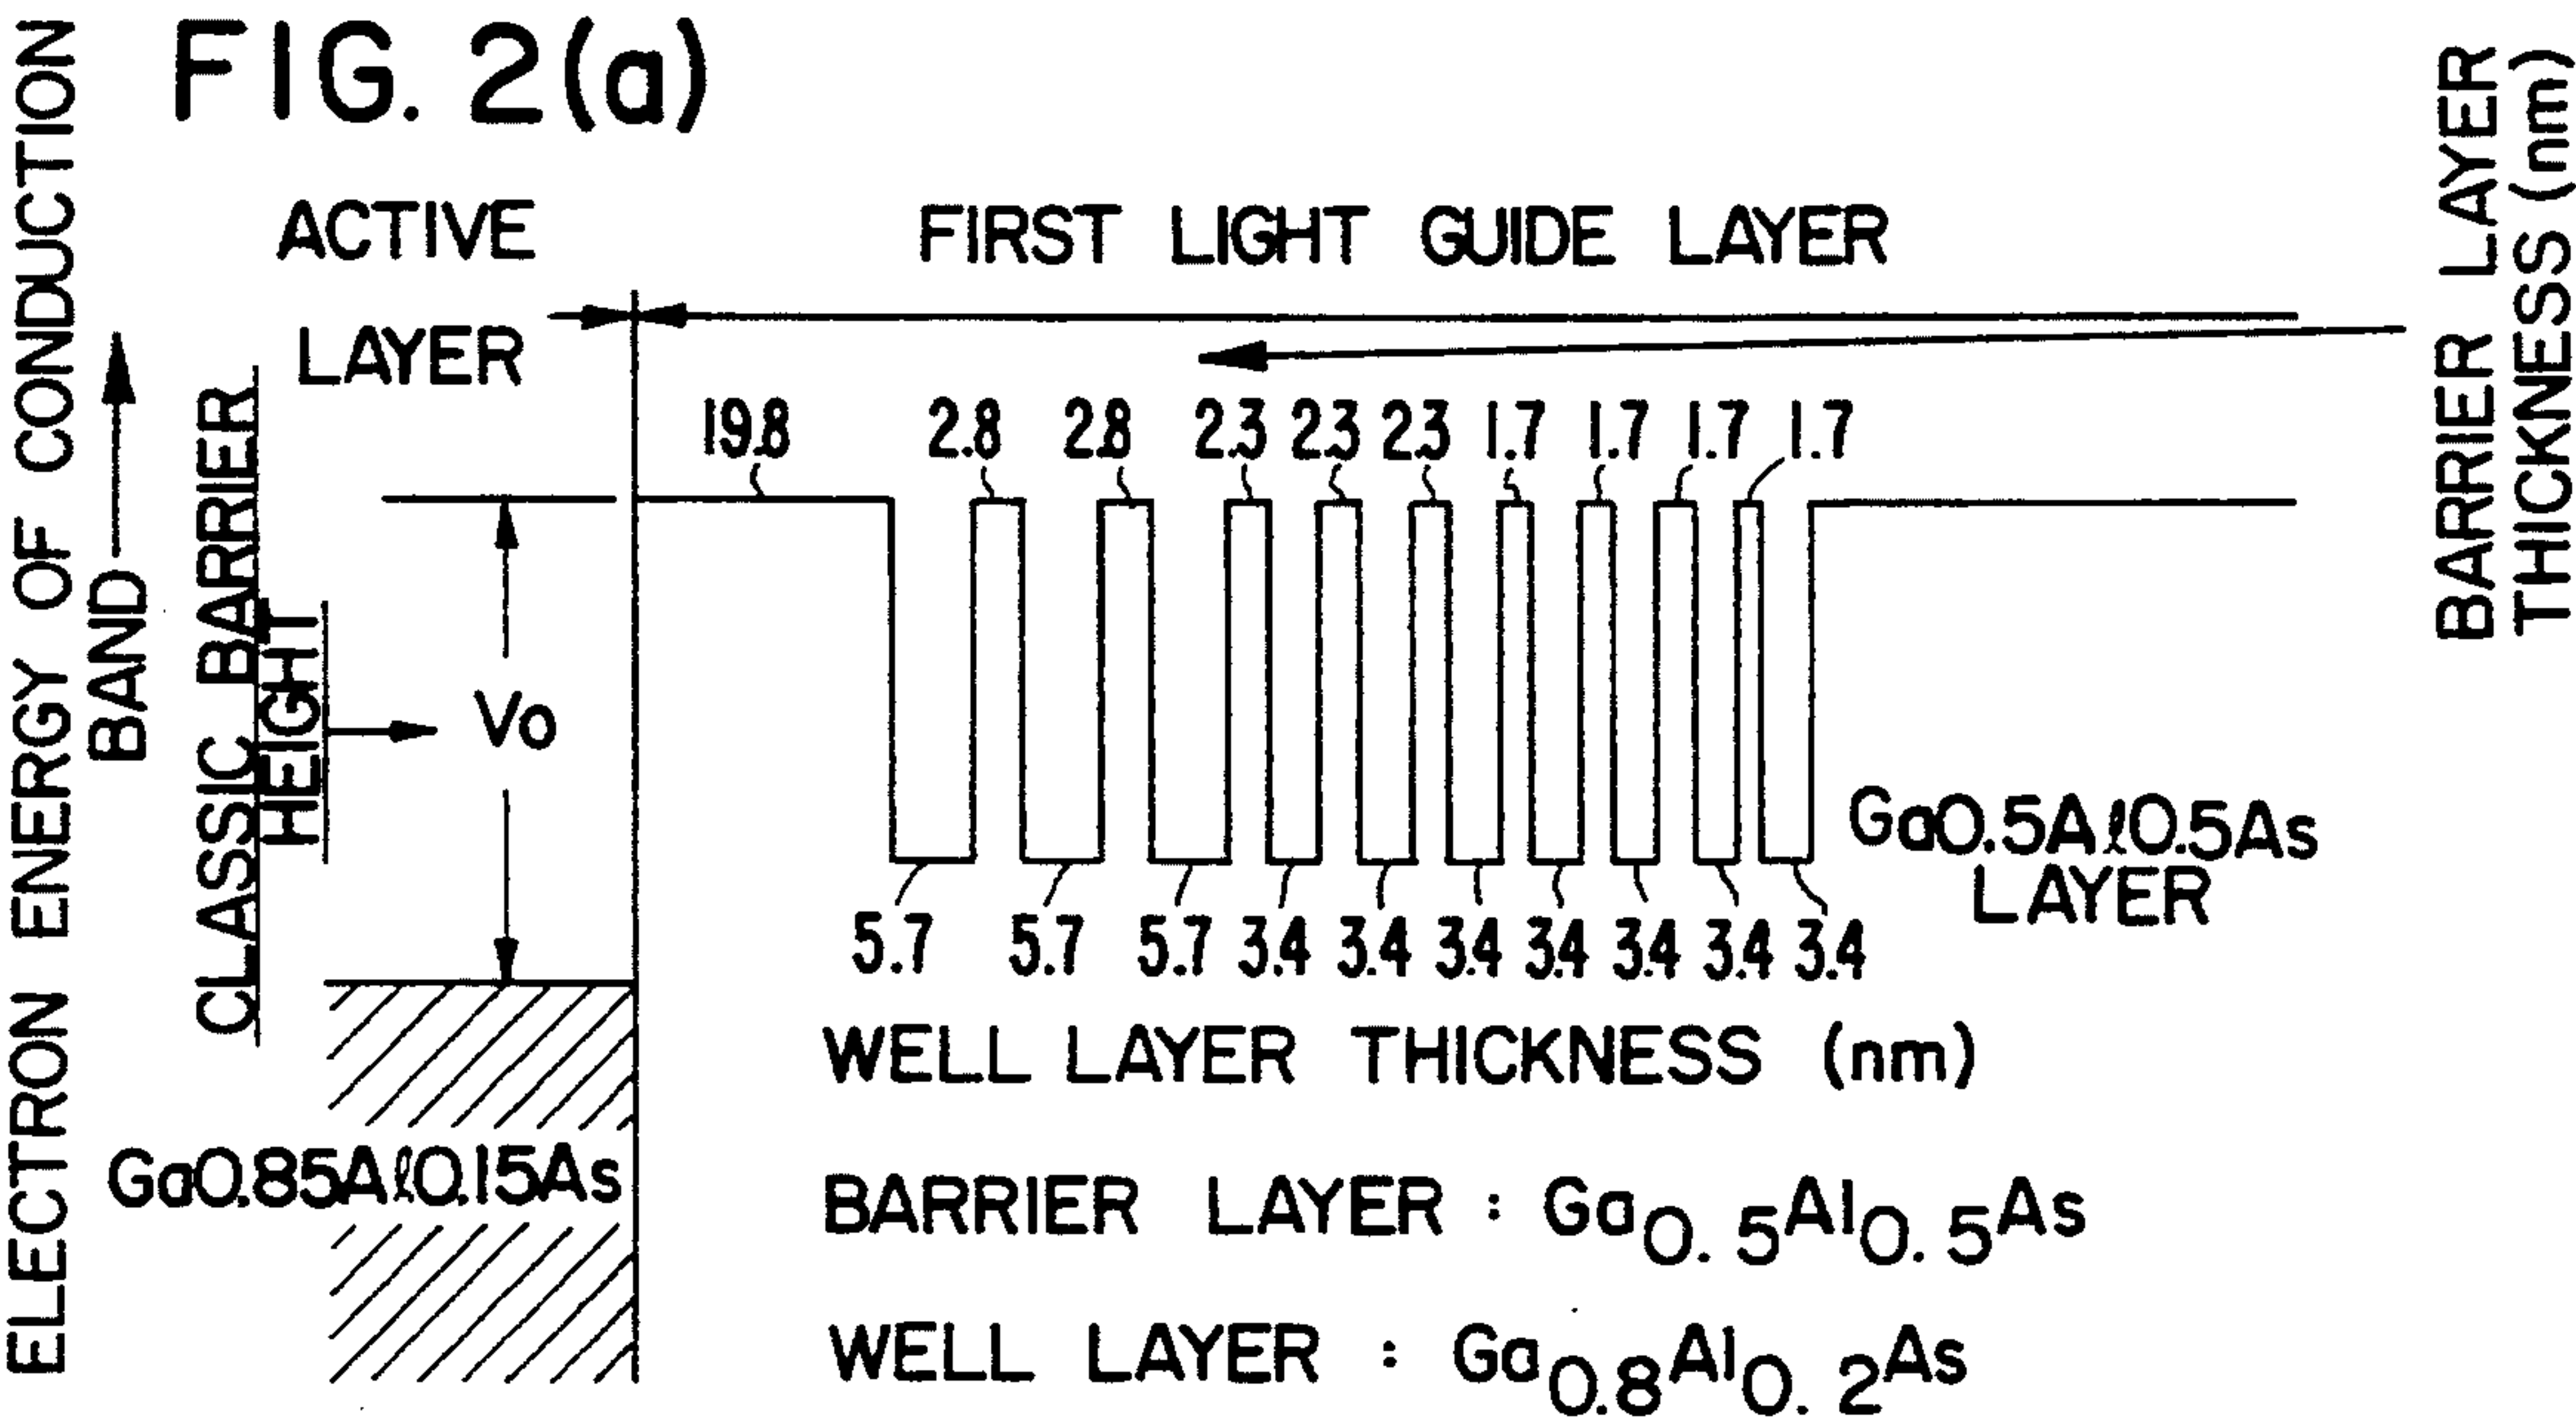 FIG. 2(a)
ELECTRON ENERGY OF CONDUCTION
BAND
CLASSIC BARRIER
HEIGHT
ACTIVE
LAYER
FIRST LIGHT GUIDE LAYER
BARRIER LAYER
THICKNESS (nm)
19.8 2.8 2.8 2.3 2.3 2.3 1.7 1.7 1.7 1.7
Vo
Ga0.5Al0.5As
LAYER
5.7 5.7 5.7 3.4 3.4 3.4 3.4 3.4 3.4 3.4
WELL LAYER THICKNESS (nm)
Ga0.85Al0.15As
BARRIER LAYER : Ga0.5Al0.5As
WELL LAYER : Ga0.8Al0.2As